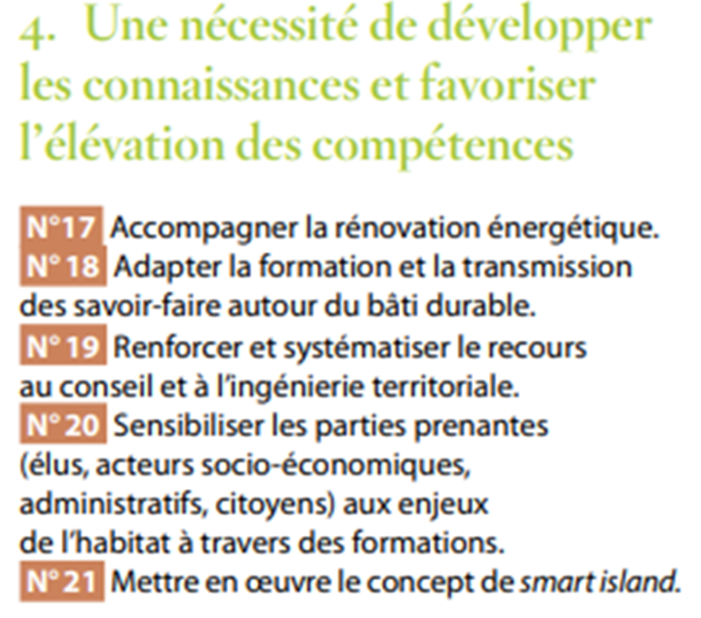 4. Une nécessité de développer
les connaissances et favoriser
l’élévation des compétences
N°17 Accompagner la rénovation énergétique.
N°18 Adapter la formation et la transmission
des savoir-faire autour du bâti durable.
N°19 Renforcer et systématiser le recours
au conseil et à l’ingénierie territoriale.
N°20 Sensibiliser les parties prenantes
(élus, acteurs socio-économiques,
administratifs, citoyens) aux enjeux
de l’habitat à travers des formations.
N°21 Mettre en œuvre le concept de smart island.